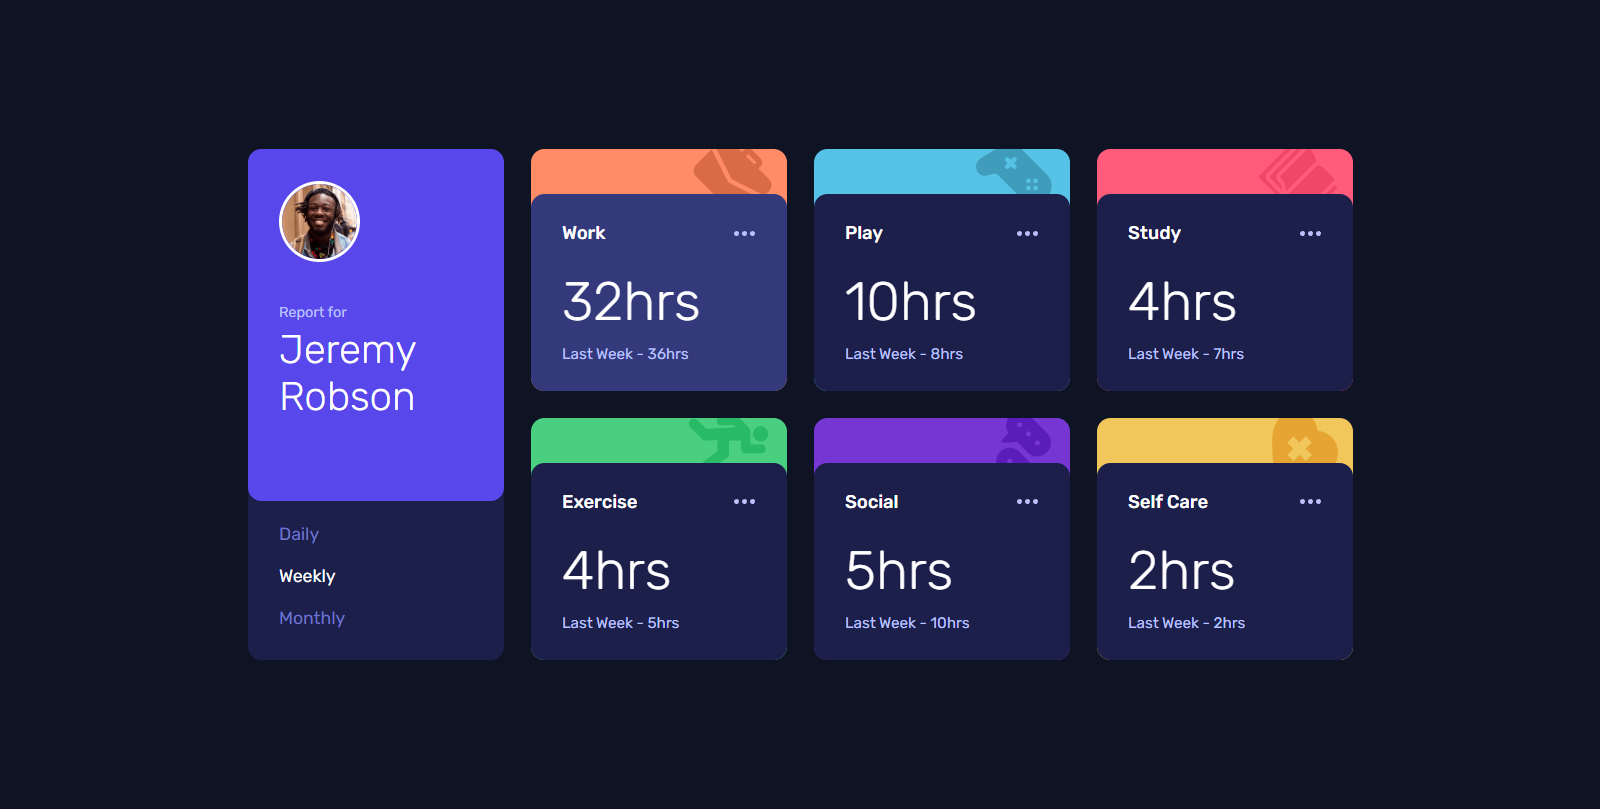 Report for
Jeremy
Robson
Daily
Weekly
Monthly
Work
32hrs
Last Week - 36hrs
Play
10hrs
Last Week - 8hrs
Study
4hrs
Last Week - 7hrs
Exercise
4hrs
Last Week - 5hrs
Social
5hrs
Last Week - 10hrs
Self Care
2hrs
Last Week - 2hrs